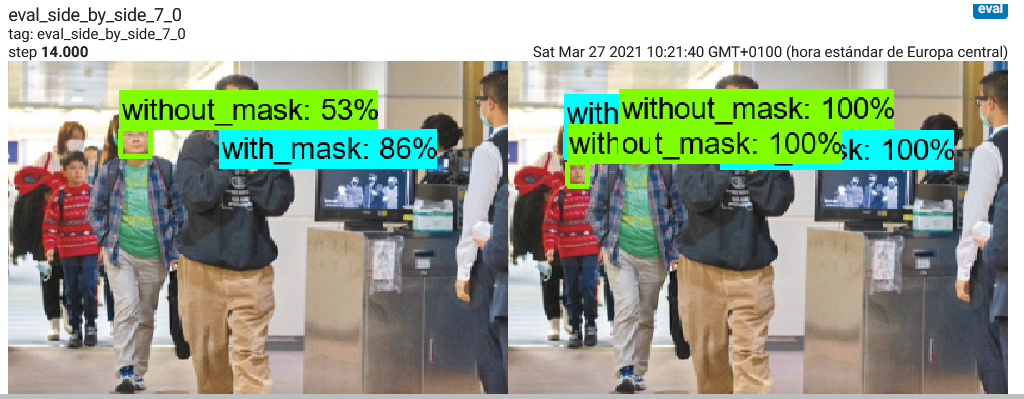 eval_side_by_side_7_0
eval
tag: eval_side_by_side_7_0
step 14.000
Sat Mar 27 2021 10:21:40 GMT+0100 (hora estándar de Europa central)
without_mask: 53%
with_mask: 86%
with
without_mask: 100%
without_mask: 100%
sk: 100%